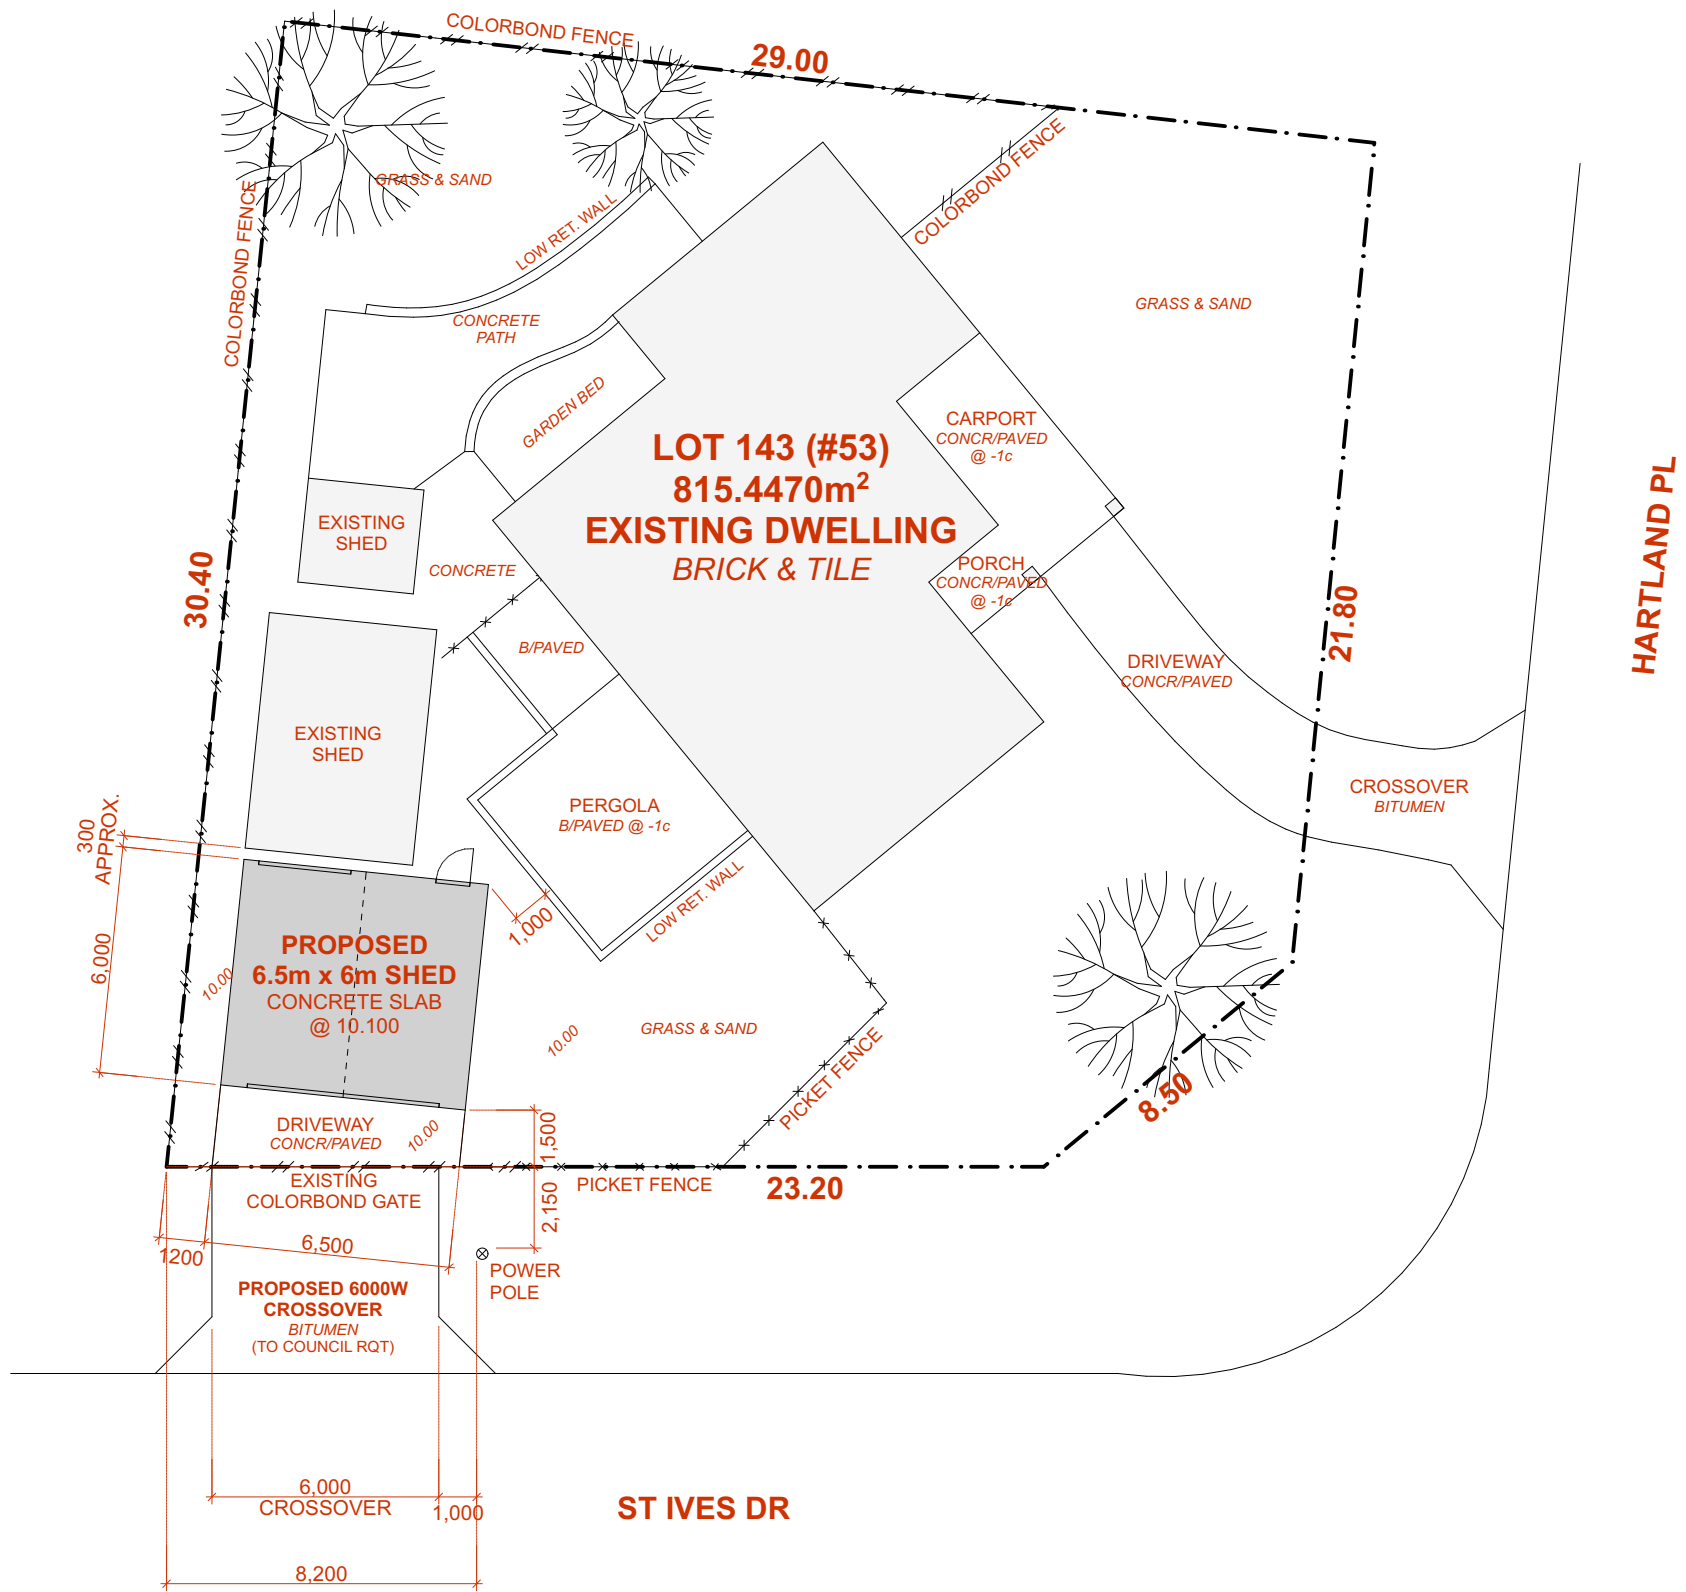 COLORBOND FENCE
29.00
COLORBOND FENCE
GRASS & SAND
COLORBOND FENCE
LOW RET. WALL
GRASS & SAND
CONCRETE
PATH
GARDEN BED
CARPORT
CONCR/PAVED
@ -1c
LOT 143 (#53)
815.4470m²
EXISTING DWELLING
BRICK & TILE
EXISTING
SHED
CONCRETE
PORCH
CONCR/PAVED
@ -1c
30.40
21.80
HARTLAND PL
B/PAVED
DRIVEWAY
CONCR/PAVED
EXISTING
SHED
PERGOLA
B/PAVED @ -1c
CROSSOVER
BITUMEN
300
APPROX.
LOW RET. WALL
1,000
6,000
10.00
PROPOSED
6.5m x 6m SHED
CONCRETE SLAB
@ 10.100
10.00
GRASS & SAND
PICKET FENCE
8.50
DRIVEWAY
CONCR/PAVED
10.00
1,500
EXISTING
COLORBOND GATE
2,150
PICKET FENCE
23.20
1200
6,500
POWER
POLE
PROPOSED 6000W
CROSSOVER
BITUMEN
(TO COUNCIL RQT)
6,000
CROSSOVER
1,000
ST IVES DR
8,200